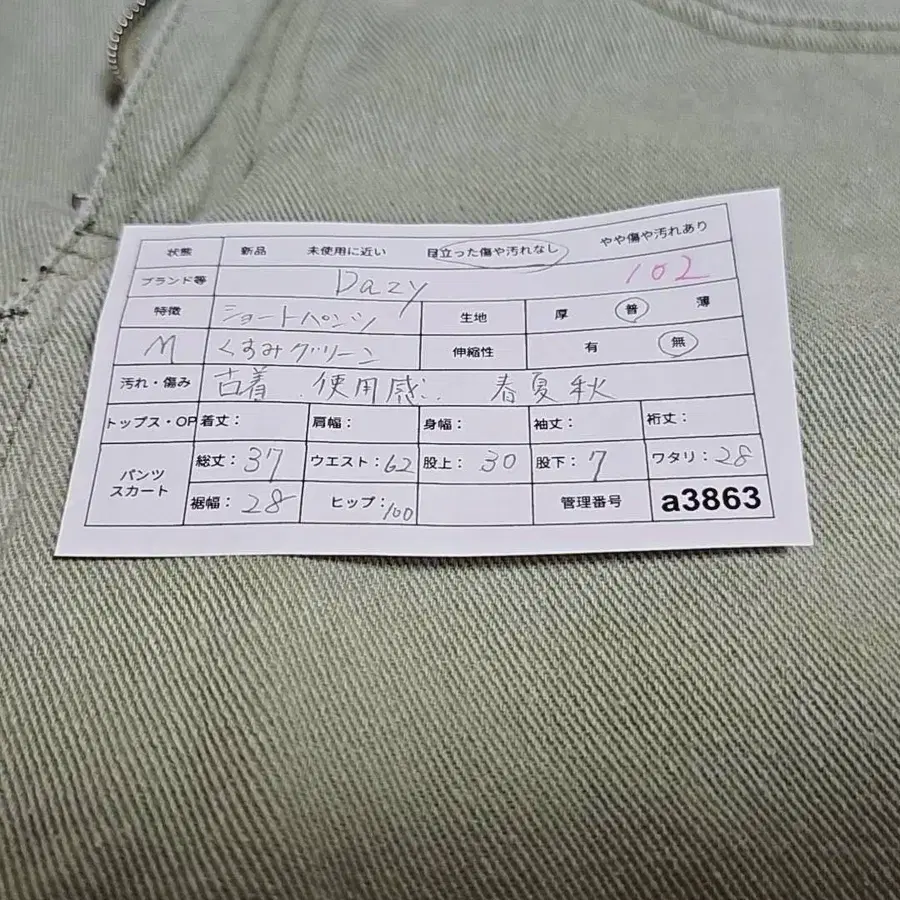 状態 新品 未使用に近い 目立った傷や汚れなし やや傷や汚れあり
ブランド等 Dazy 102
特徴 ショートパンツ 生地 厚 普 薄
M くすみグリーン 伸縮性 有 無
汚れ・傷み 古着. 使用感. 春夏秋
トップス・OP 着丈: 肩幅: 身幅: 袖丈: 裄丈:
パンツ スカート 総丈:37 ウエスト:62 股上:30 股下:7 ワタリ:28
裾幅:28 ヒップ:100 管理番号 a3863